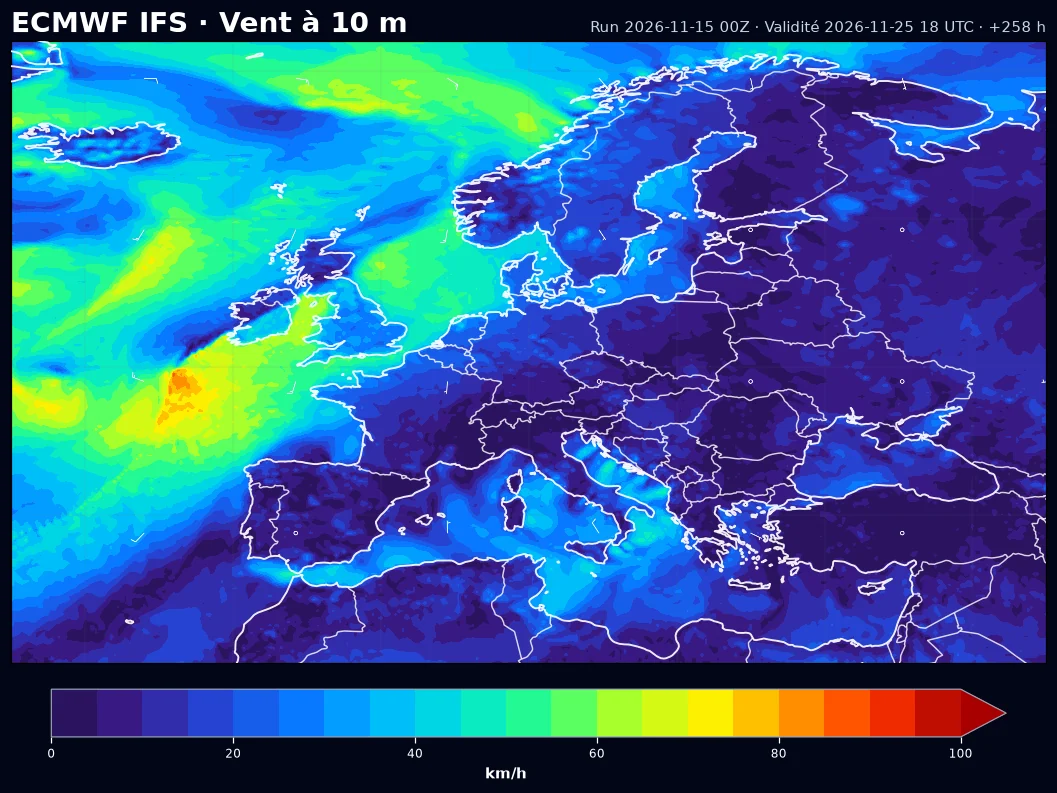 ECMWF IFS · Vent à 10 m
Run 2026-11-15 00Z · Validité 2026-11-25 18 UTC · +258 h
0 20 40 60 80 100
km/h